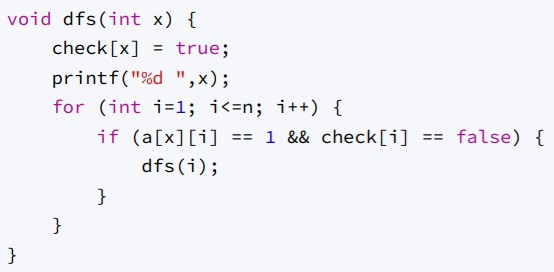 void dfs(int x) {
    check[x] = true;
    printf("%d ",x);
    for (int i=1; i<=n; i++) {
        if (a[x][i] == 1 && check[i] == false) {
            dfs(i);
        }
    }
}